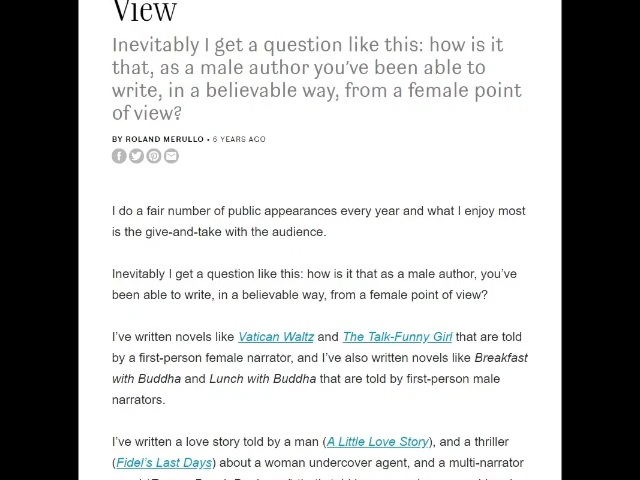 View
Inevitably I get a question like this: how is it
that, as a male author you've been able to
write, in a believable way, from a female point
of view?
BY ROLAND MERULLO • 6 YEARS AGO
I do a fair number of public appearances every year and what I enjoy most
is the give-and-take with the audience.
Inevitably I get a question like this: how is it that as a male author, you've
been able to write, in a believable way, from a female point of view?
I've written novels like Vatican Waltz and The Talk-Funny Girl that are told
by a first-person female narrator, and I've also written novels like Breakfast
with Buddha and Lunch with Buddha that are told by first-person male
narrators.
I've written a love story told by a man (A Little Love Story), and a thriller
(Fidel's Last Days) about a woman undercover agent, and a multi-narrator